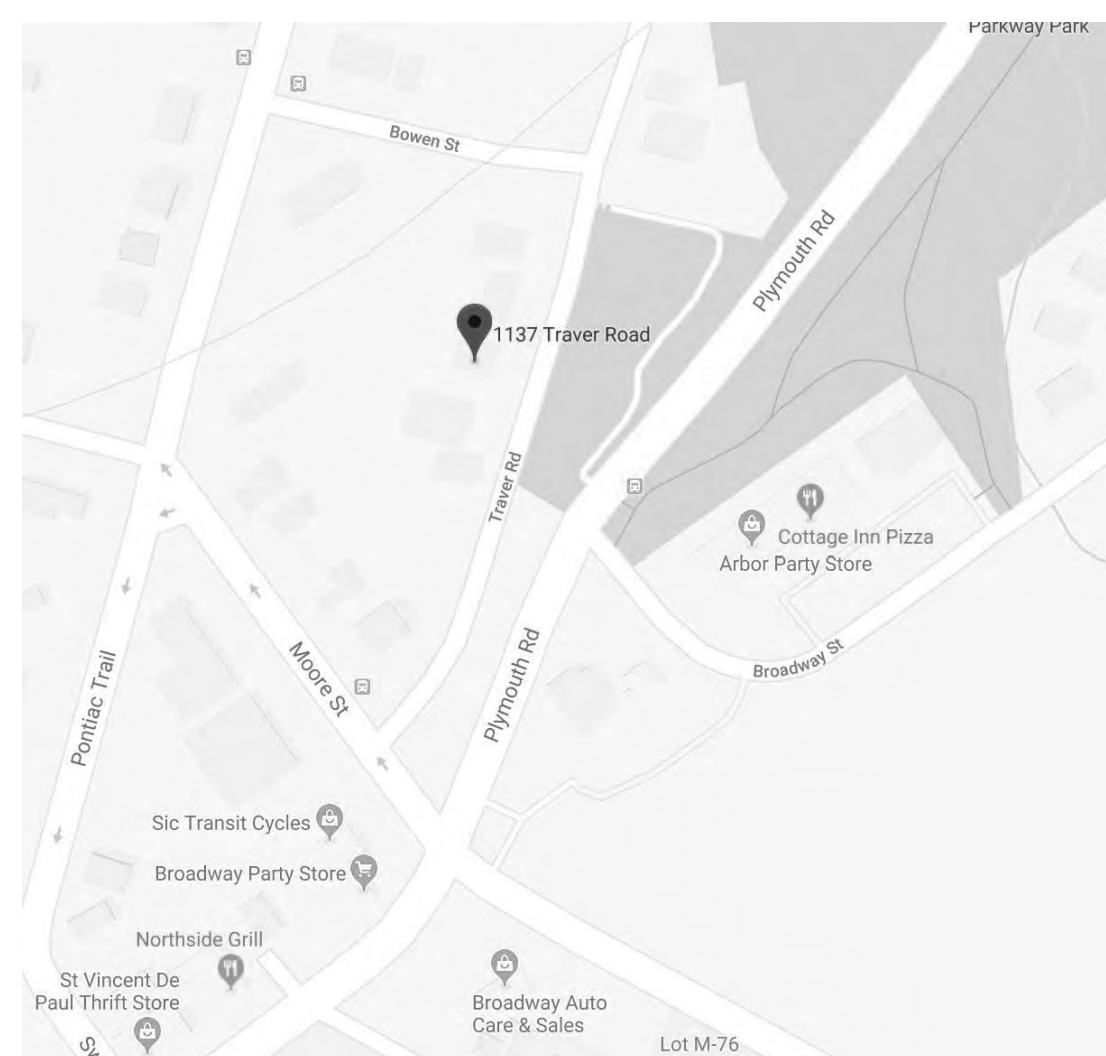 Parkway Park
Bowen St
Plymouth Rd
1137 Traver Road
Traver Rd
Cottage Inn Pizza
Arbor Party Store
Broadway St
Plymouth Rd
Moore St
Pontiac Trail
Sic Transit Cycles
Broadway Party Store
Northside Grill
St Vincent De
Paul Thrift Store
Broadway Auto
Care & Sales
Lot M-76